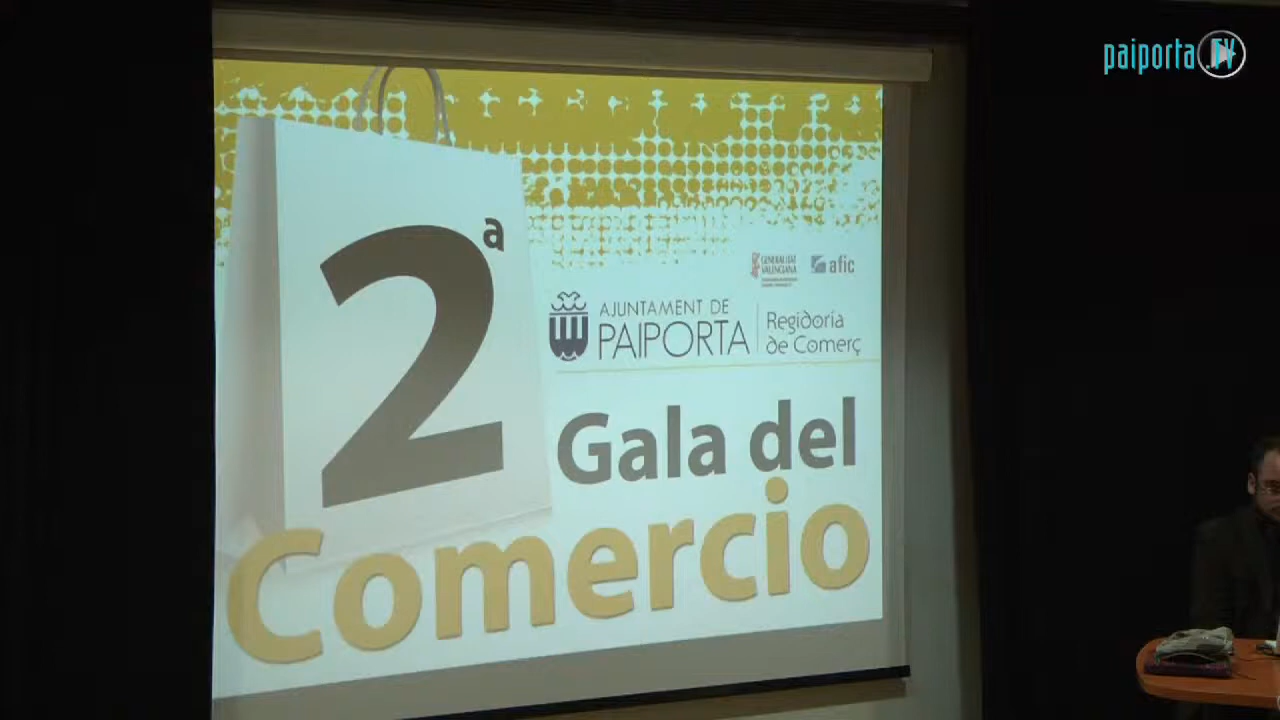 paiporta.TV
2ª
GENERALITAT
VALENCIANA
afic
AJUNTAMENT DE
PAIPORTA
Regidoria
de Comerç
Gala del
Comercio